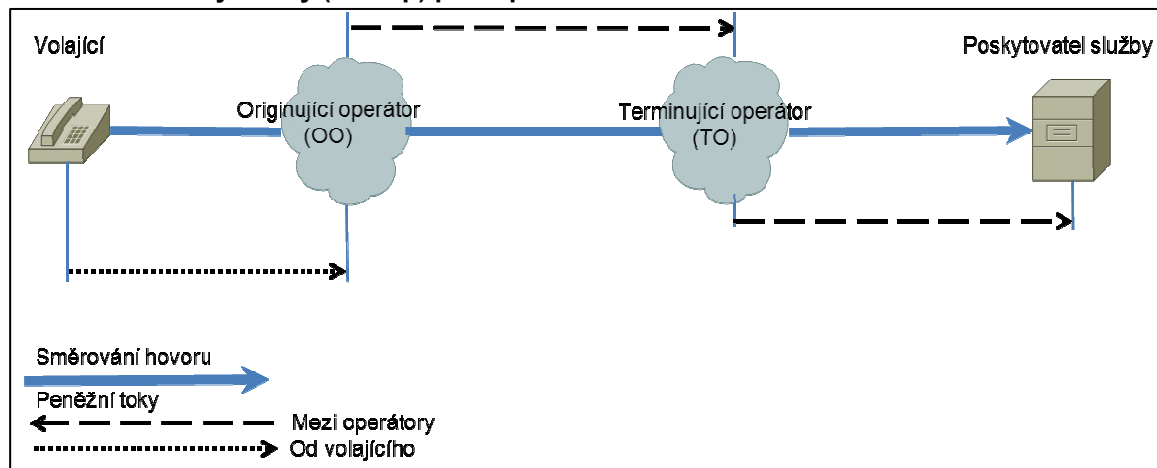 Volající
Poskytovatel služby
Originující operátor
(OO)
Terminující operátor
(TO)
Směrování hovoru
Peněžní toky
Mezi operátory
Od volajícího